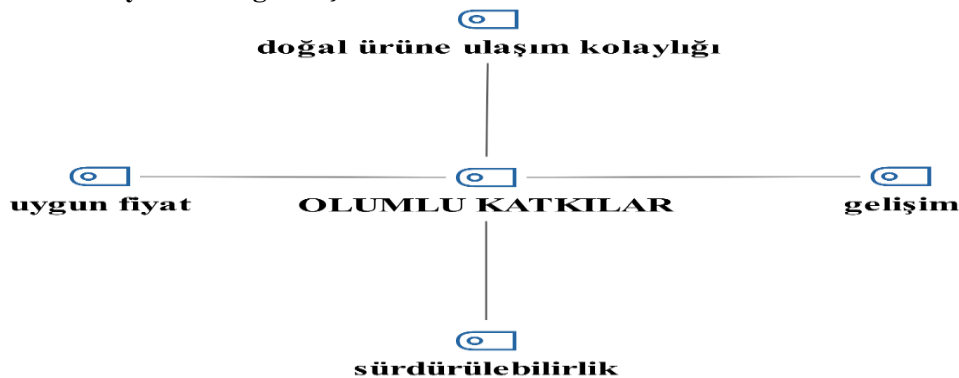 doğal ürüne ulaşım kolaylığı
uygun fiyat
OLUMLU KATKILAR
gelişim
sürdürülebilirlik